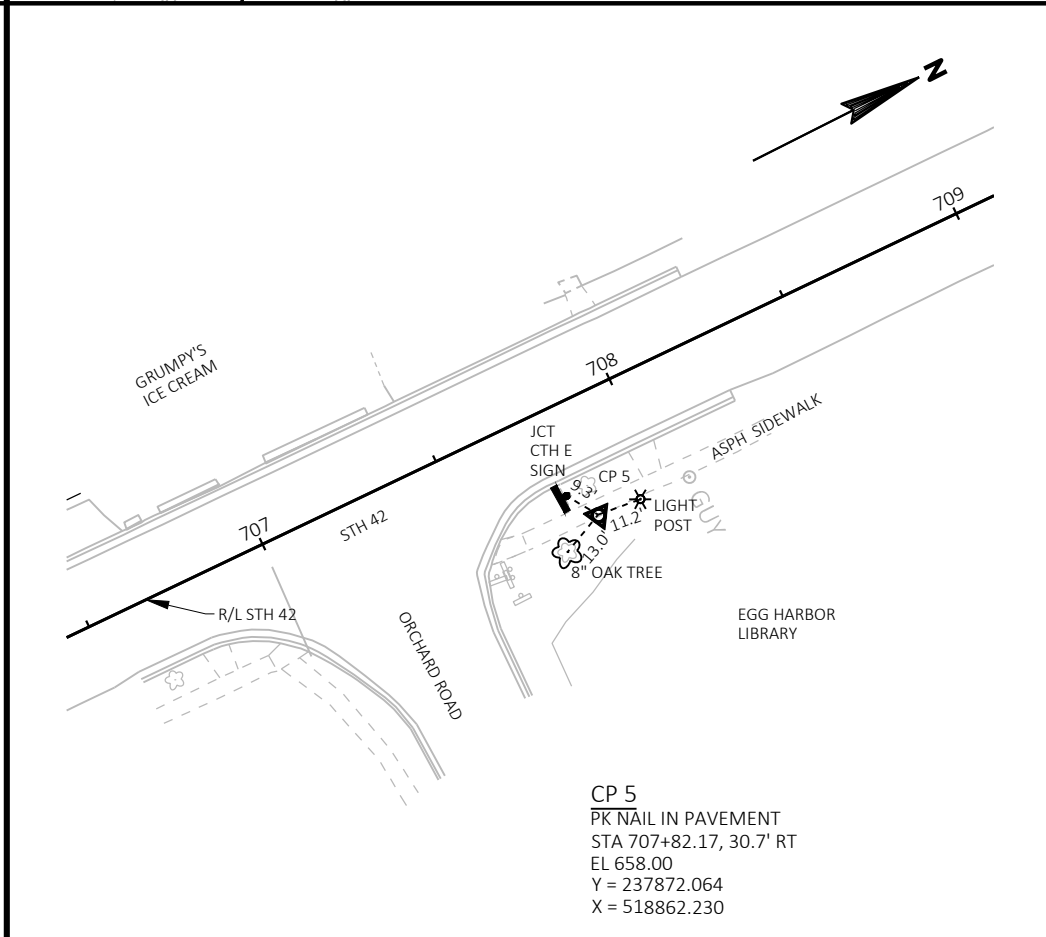 N
709
708
GRUMPY'S
ICE CREAM
JCT
CTH E
SIGN
9.3'
CP 5
ASPH SIDEWALK
LIGHT
POST
11.2'
13.0'
GUY
8" OAK TREE
707
STH 42
R/L STH 42
ORCHARD ROAD
EGG HARBOR
LIBRARY
CP 5
PK NAIL IN PAVEMENT
STA 707+82.17, 30.7' RT
EL 658.00
Y = 237872.064
X = 518862.230